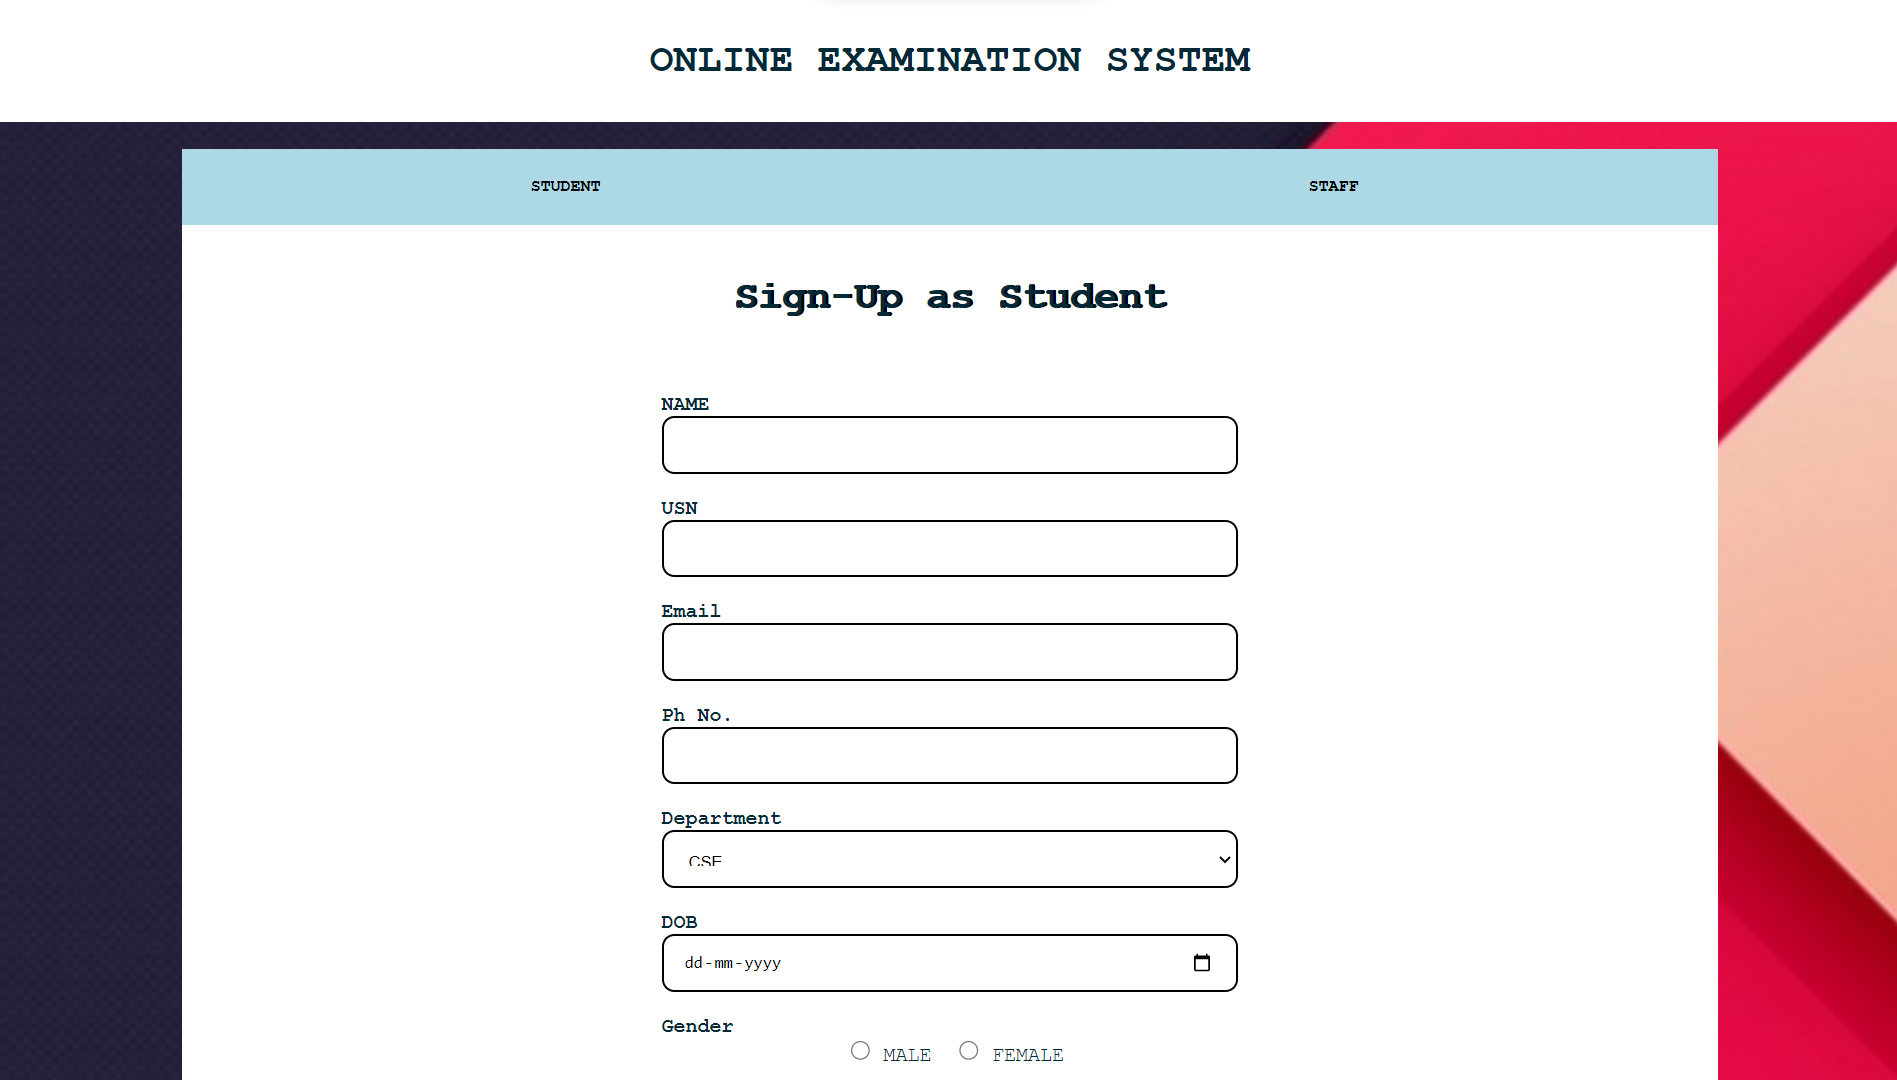 ONLINE EXAMINATION SYSTEM
STUDENT STAFF
Sign-Up as Student
NAME
USN
Email
Ph No.
Department
CSE
DOB
dd-mm-yyyy
Gender
MALE FEMALE